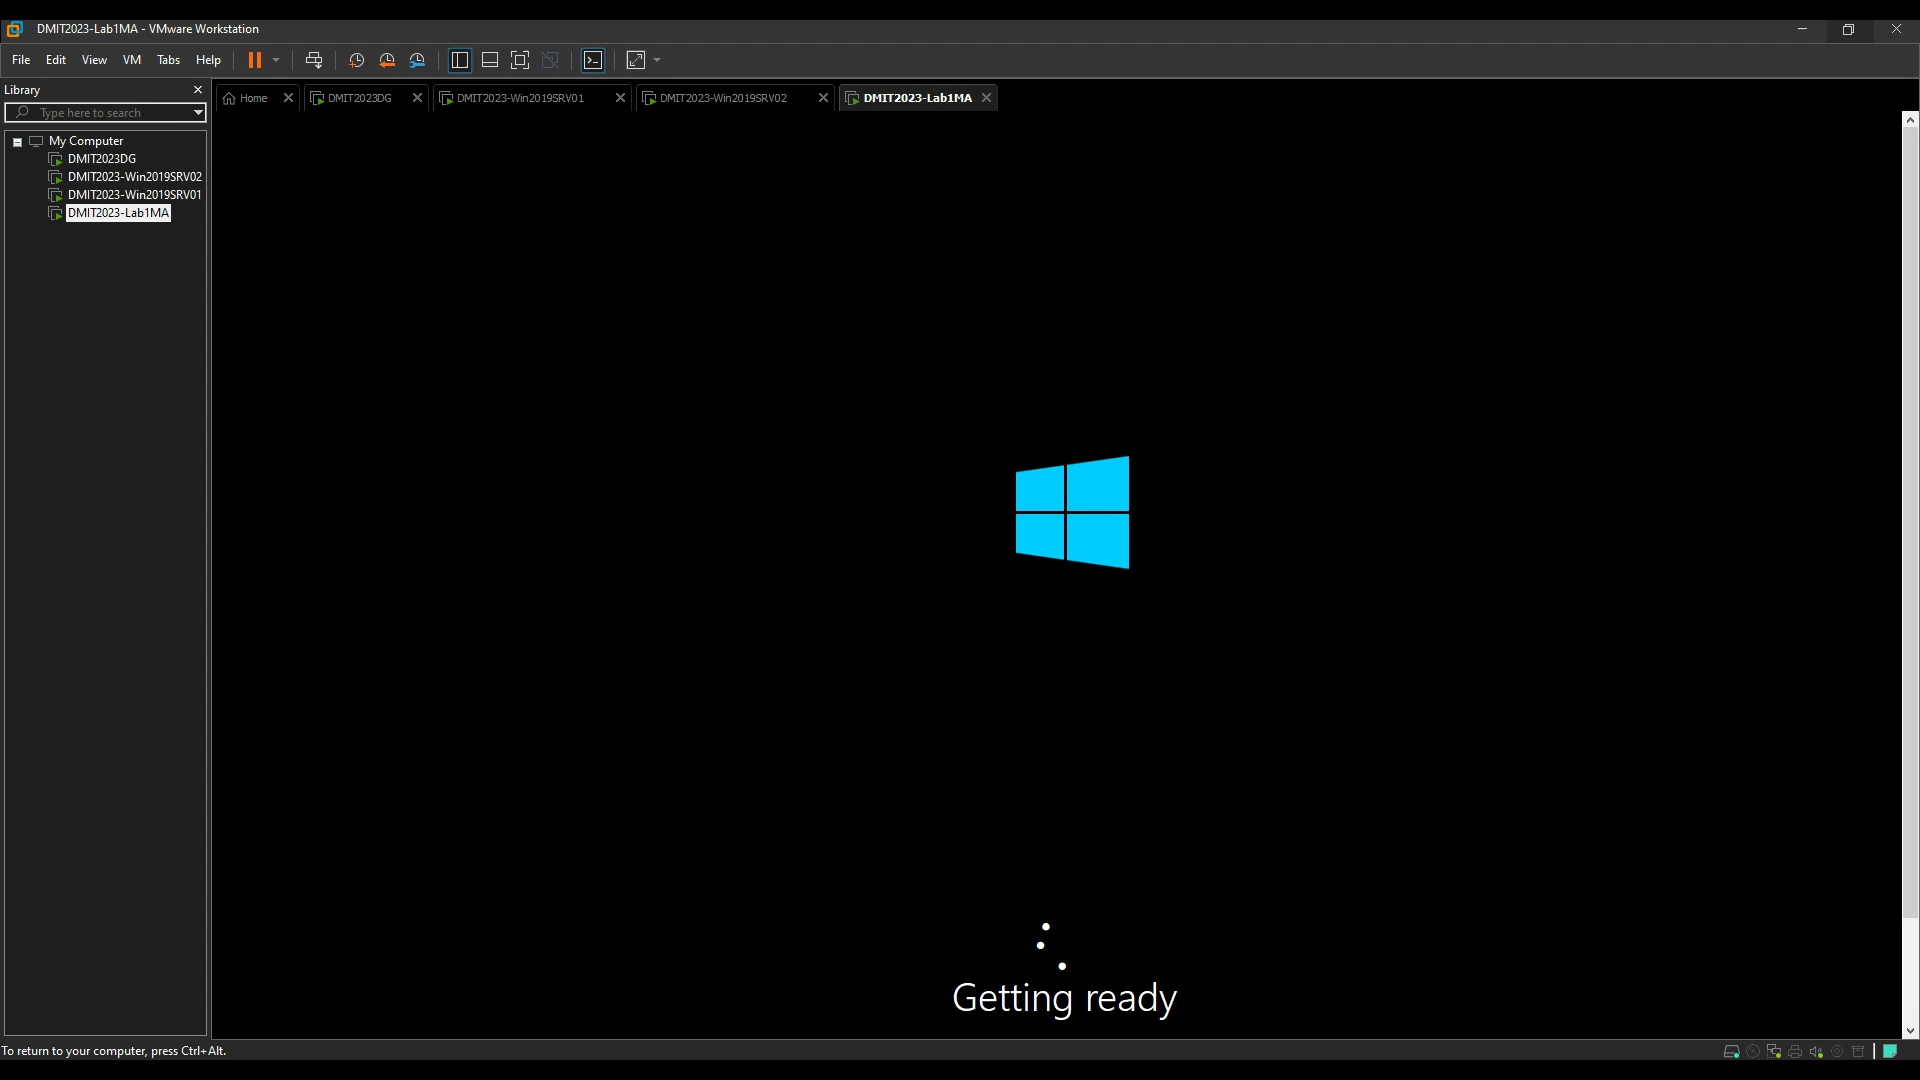 DMIT2023-Lab1MA - VMware Workstation
File Edit View VM Tabs Help
Library
Type here to search
Home DMIT2023DG DMIT2023-Win2019SRV01 DMIT2023-Win2019SRV02 DMIT2023-Lab1MA
My Computer
DMIT2023DG
DMIT2023-Win2019SRV02
DMIT2023-Win2019SRV01
DMIT2023-Lab1MA
Getting ready
To return to your computer, press Ctrl+Alt.